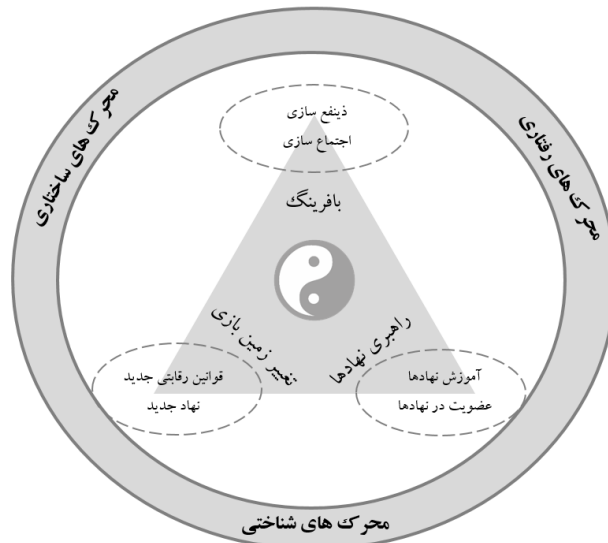 محرک های ساختاری
محرک های رفتاری
ذینفع سازی
اجتماع سازی
بافرینگ
تغییر زمین بازی
راهبری نهادها
قوانین رقابتی جدید
نهاد جدید
آموزش نهادها
عضویت در نهادها
محرک های شناختی